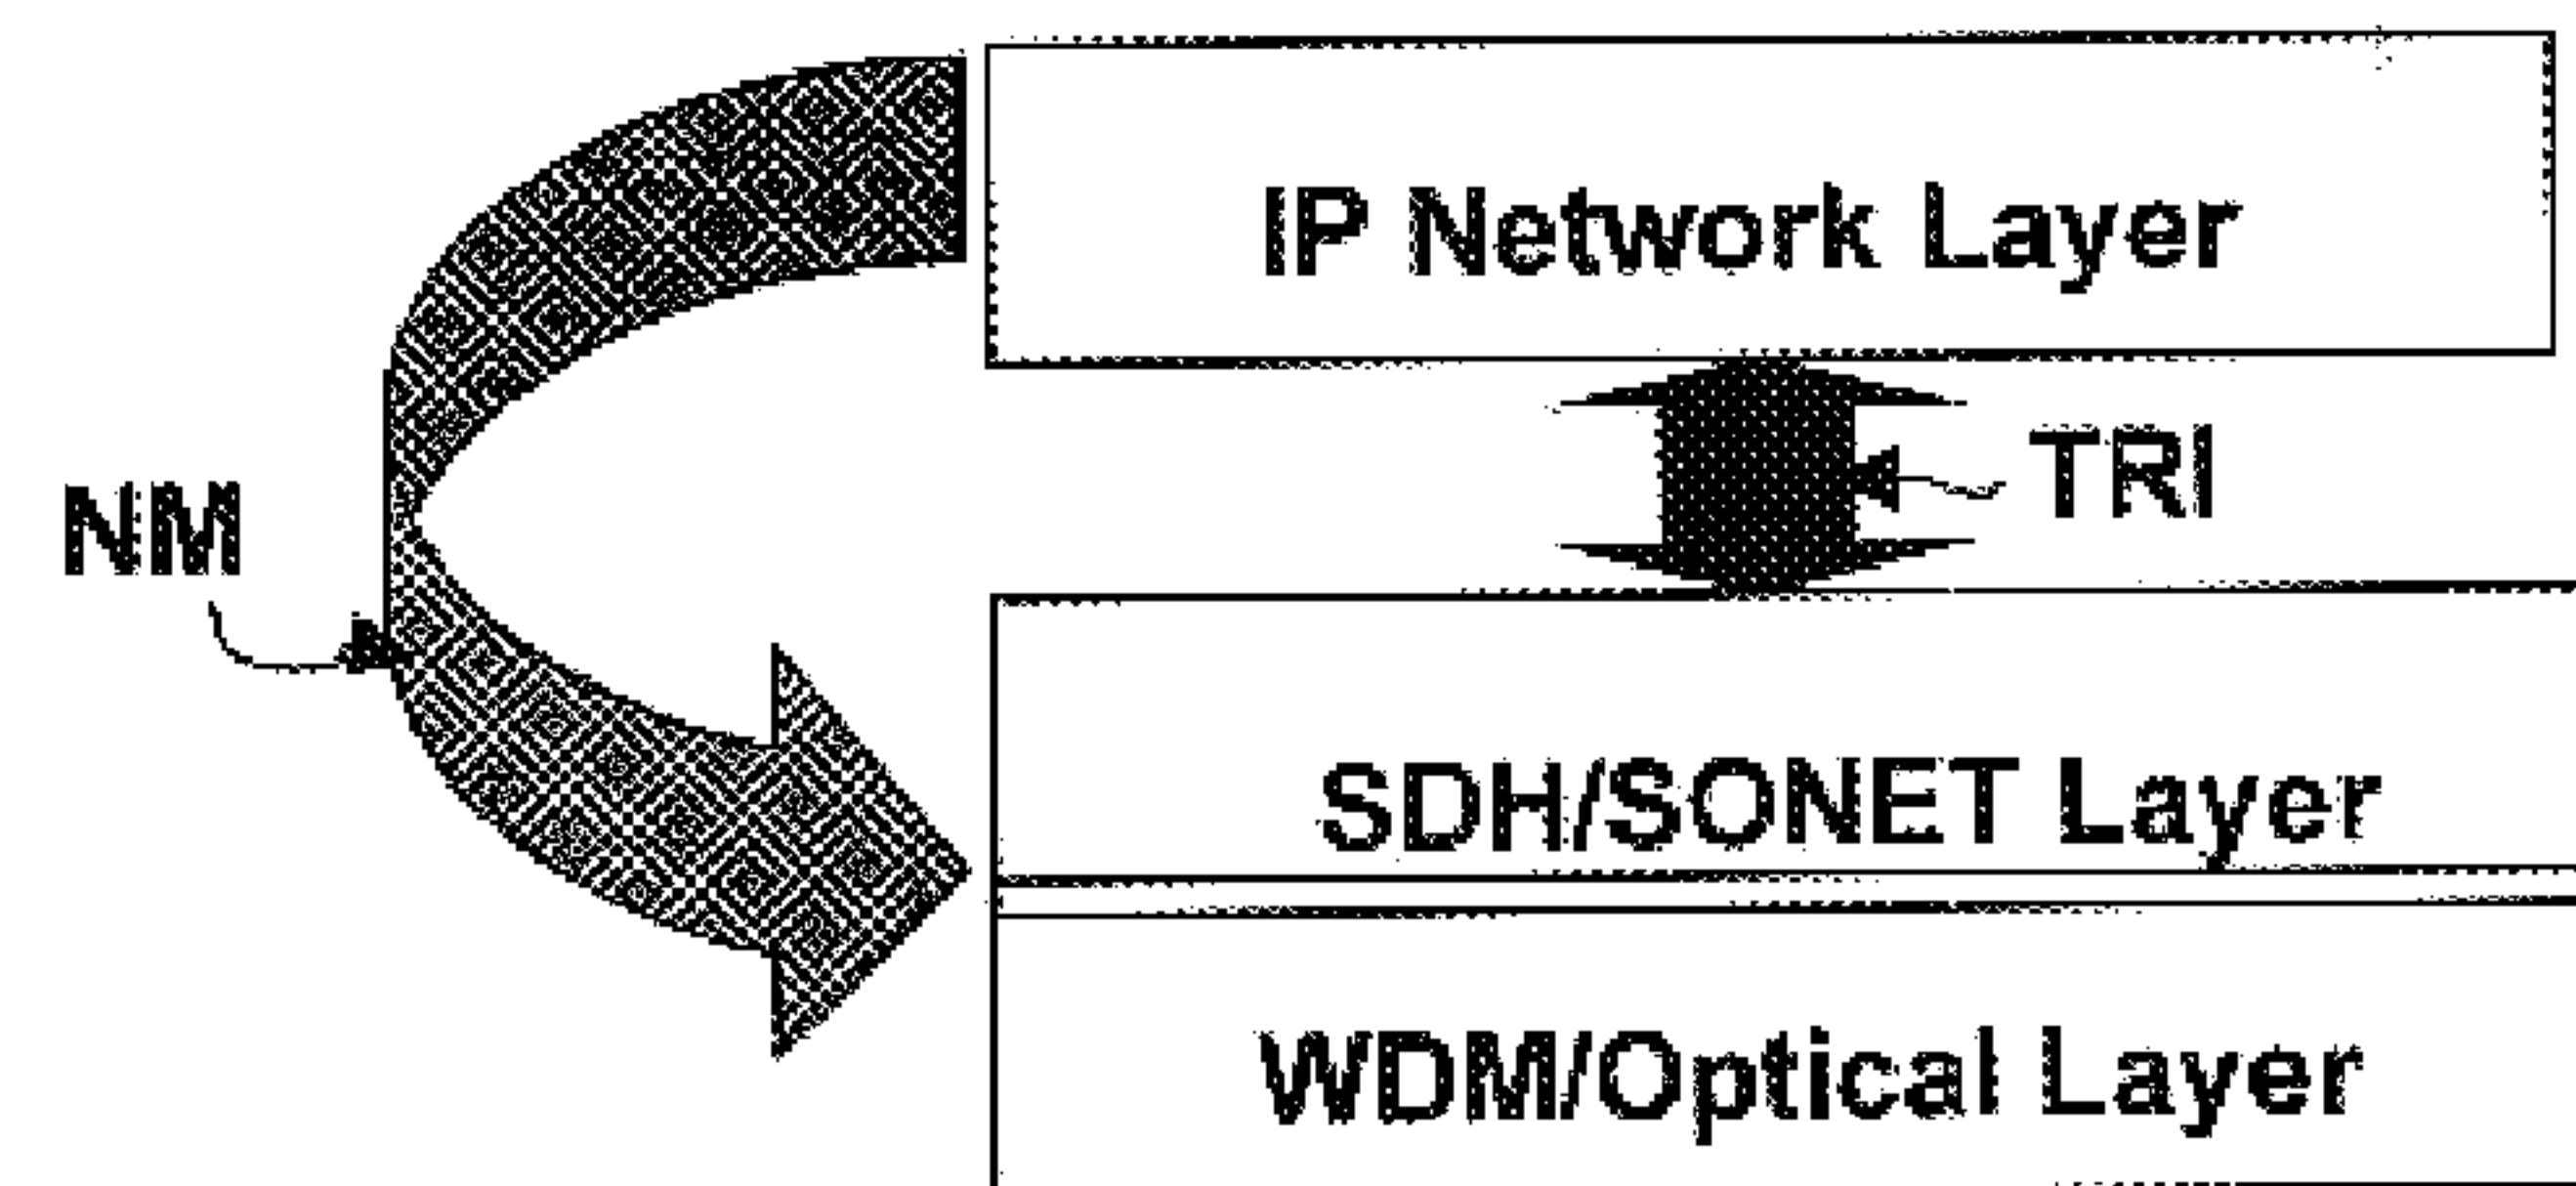 IP Network Layer
TRI
NM
SDH/SONET Layer
WDM/Optical Layer